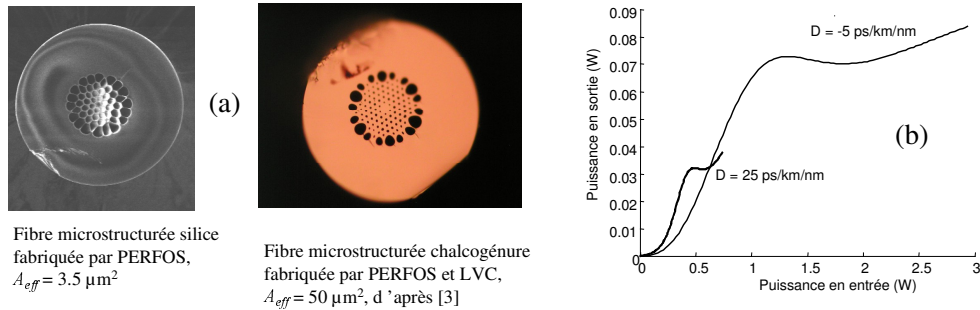 (a)
Fibre microstructurée silice
fabriquée par PERFOS,
A_eff = 3.5 µm²
Fibre microstructurée chalcogénure
fabriquée par PERFOS et LVC,
A_eff = 50 µm², d ’après [3]
(b)
Puissance en sortie (W)
0.09
0.08
0.07
0.06
0.05
0.04
0.03
0.02
0.01
0
D = -5 ps/km/nm
D = 25 ps/km/nm
0 0.5 1 1.5 2 2.5 3
Puissance en entrée (W)